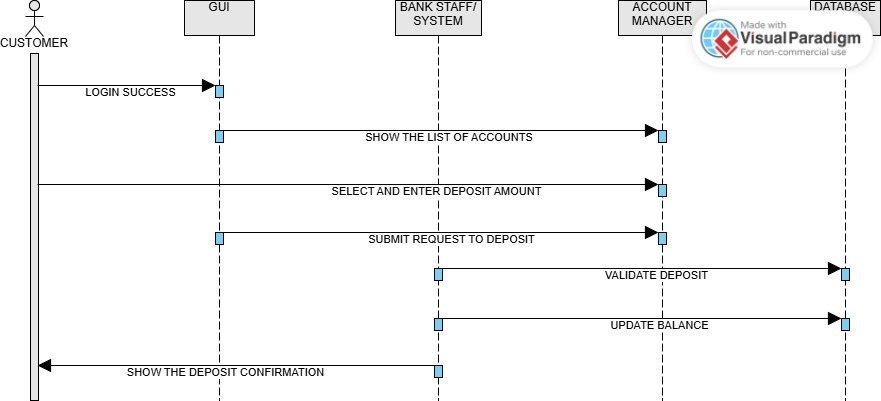 GUI
BANK STAFF/
SYSTEM
ACCOUNT
MANAGER
DATABASE
Made with
VisualParadigm
For non-commercial use
CUSTOMER
LOGIN SUCCESS
SHOW THE LIST OF ACCOUNTS
SELECT AND ENTER DEPOSIT AMOUNT
SUBMIT REQUEST TO DEPOSIT
VALIDATE DEPOSIT
UPDATE BALANCE
SHOW THE DEPOSIT CONFIRMATION